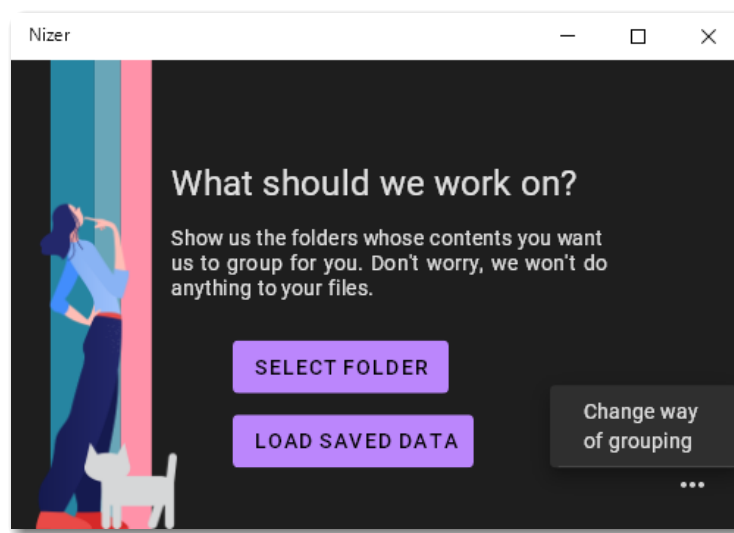 Nizer
What should we work on?
Show us the folders whose contents you want
us to group for you. Don't worry, we won't do
anything to your files.
SELECT FOLDER
LOAD SAVED DATA
Change way
of grouping